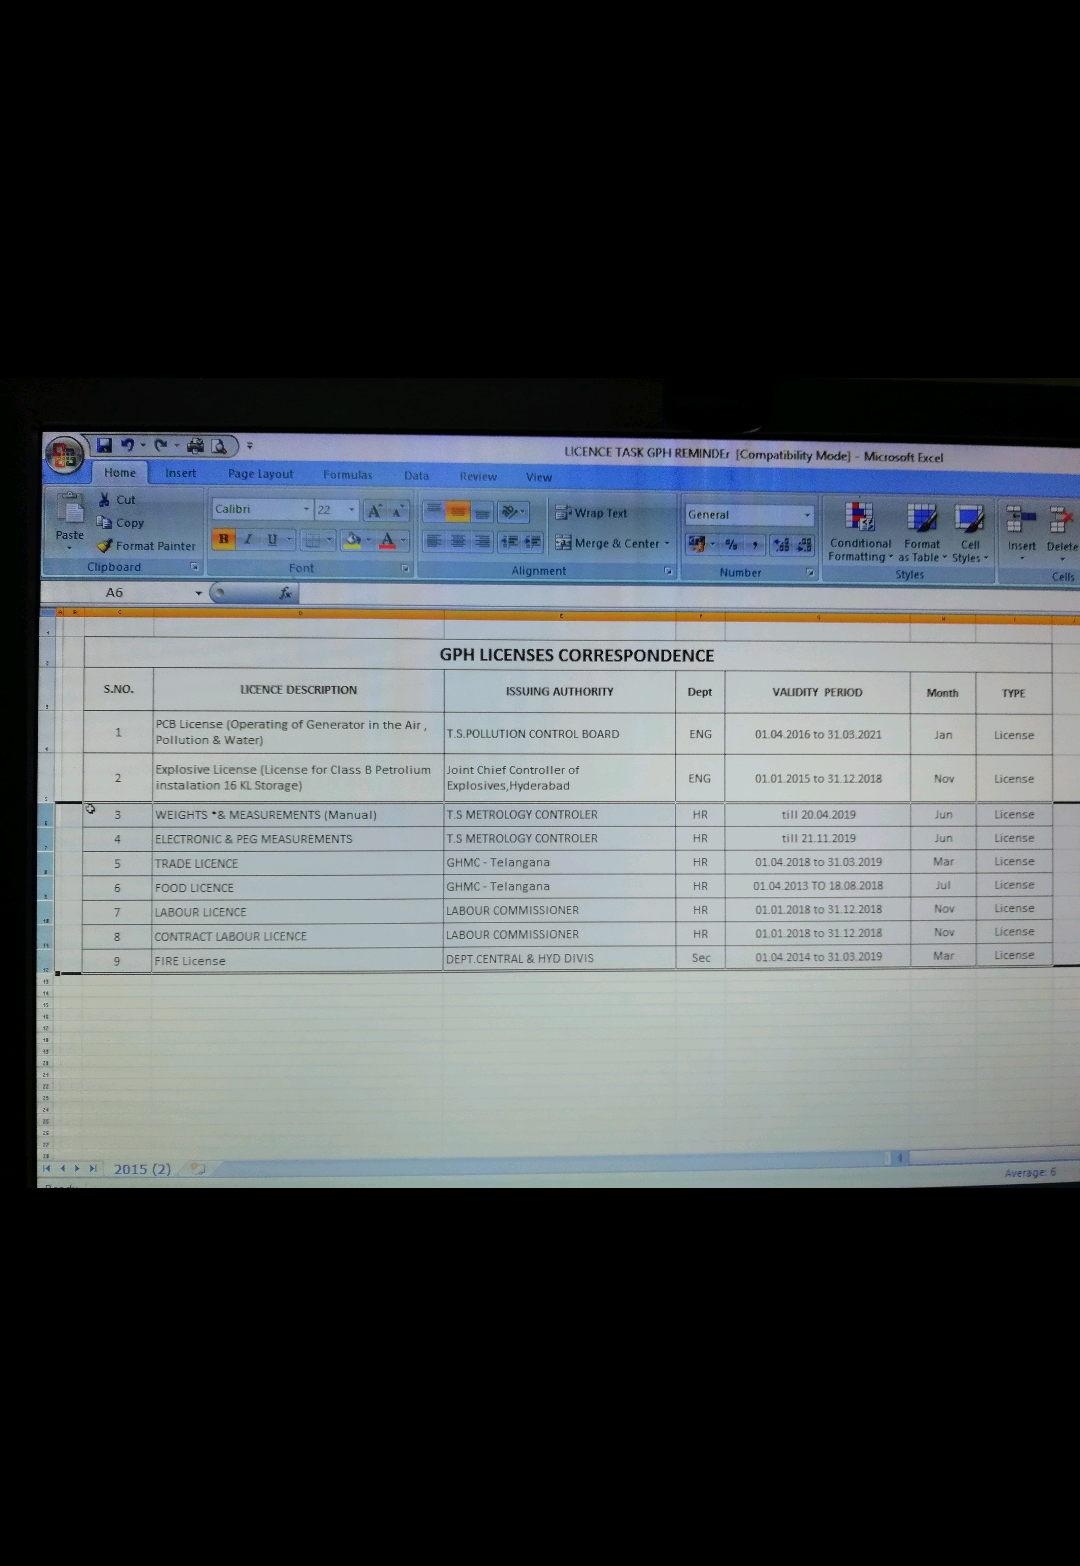 LICENCE TASK GPH REMINDEr [Compatibility Mode] - Microsoft Excel
Home Insert Page Layout Formulas Data Review View
Cut
Copy
Format Painter
Paste
Clipboard
Calibri 22
B I U
Font
Wrap Text
Merge & Center
Alignment
General
Number
Conditional Formatting
Format as Table
Cell Styles
Styles
Insert Delete
Cells
A6 fx
GPH LICENSES CORRESPONDENCE
S.NO. LICENCE DESCRIPTION ISSUING AUTHORITY Dept VALIDITY PERIOD Month TYPE
1 PCB License (Operating of Generator in the Air , Pollution & Water) T.S.POLLUTION CONTROL BOARD ENG 01.04.2016 to 31.03.2021 Jan License
2 Explosive License (License for Class B Petrolium instalation 16 KL Storage) Joint Chief Controller of Explosives,Hyderabad ENG 01.01.2015 to 31.12.2018 Nov License
3 WEIGHTS *& MEASUREMENTS (Manual) T.S METROLOGY CONTROLER HR till 20.04.2019 Jun License
4 ELECTRONIC & PEG MEASUREMENTS T.S METROLOGY CONTROLER HR till 21.11.2019 Jun License
5 TRADE LICENCE GHMC - Telangana HR 01.04.2018 to 31.03.2019 Mar License
6 FOOD LICENCE GHMC - Telangana HR 01.04.2013 TO 18.08.2018 Jul License
7 LABOUR LICENCE LABOUR COMMISSIONER HR 01.01.2018 to 31.12.2018 Nov License
8 CONTRACT LABOUR LICENCE LABOUR COMMISSIONER HR 01.01.2018 to 31.12.2018 Nov License
9 FIRE License DEPT.CENTRAL & HYD DIVIS Sec 01.04.2014 to 31.03.2019 Mar License
2015 (2)
Average: 6